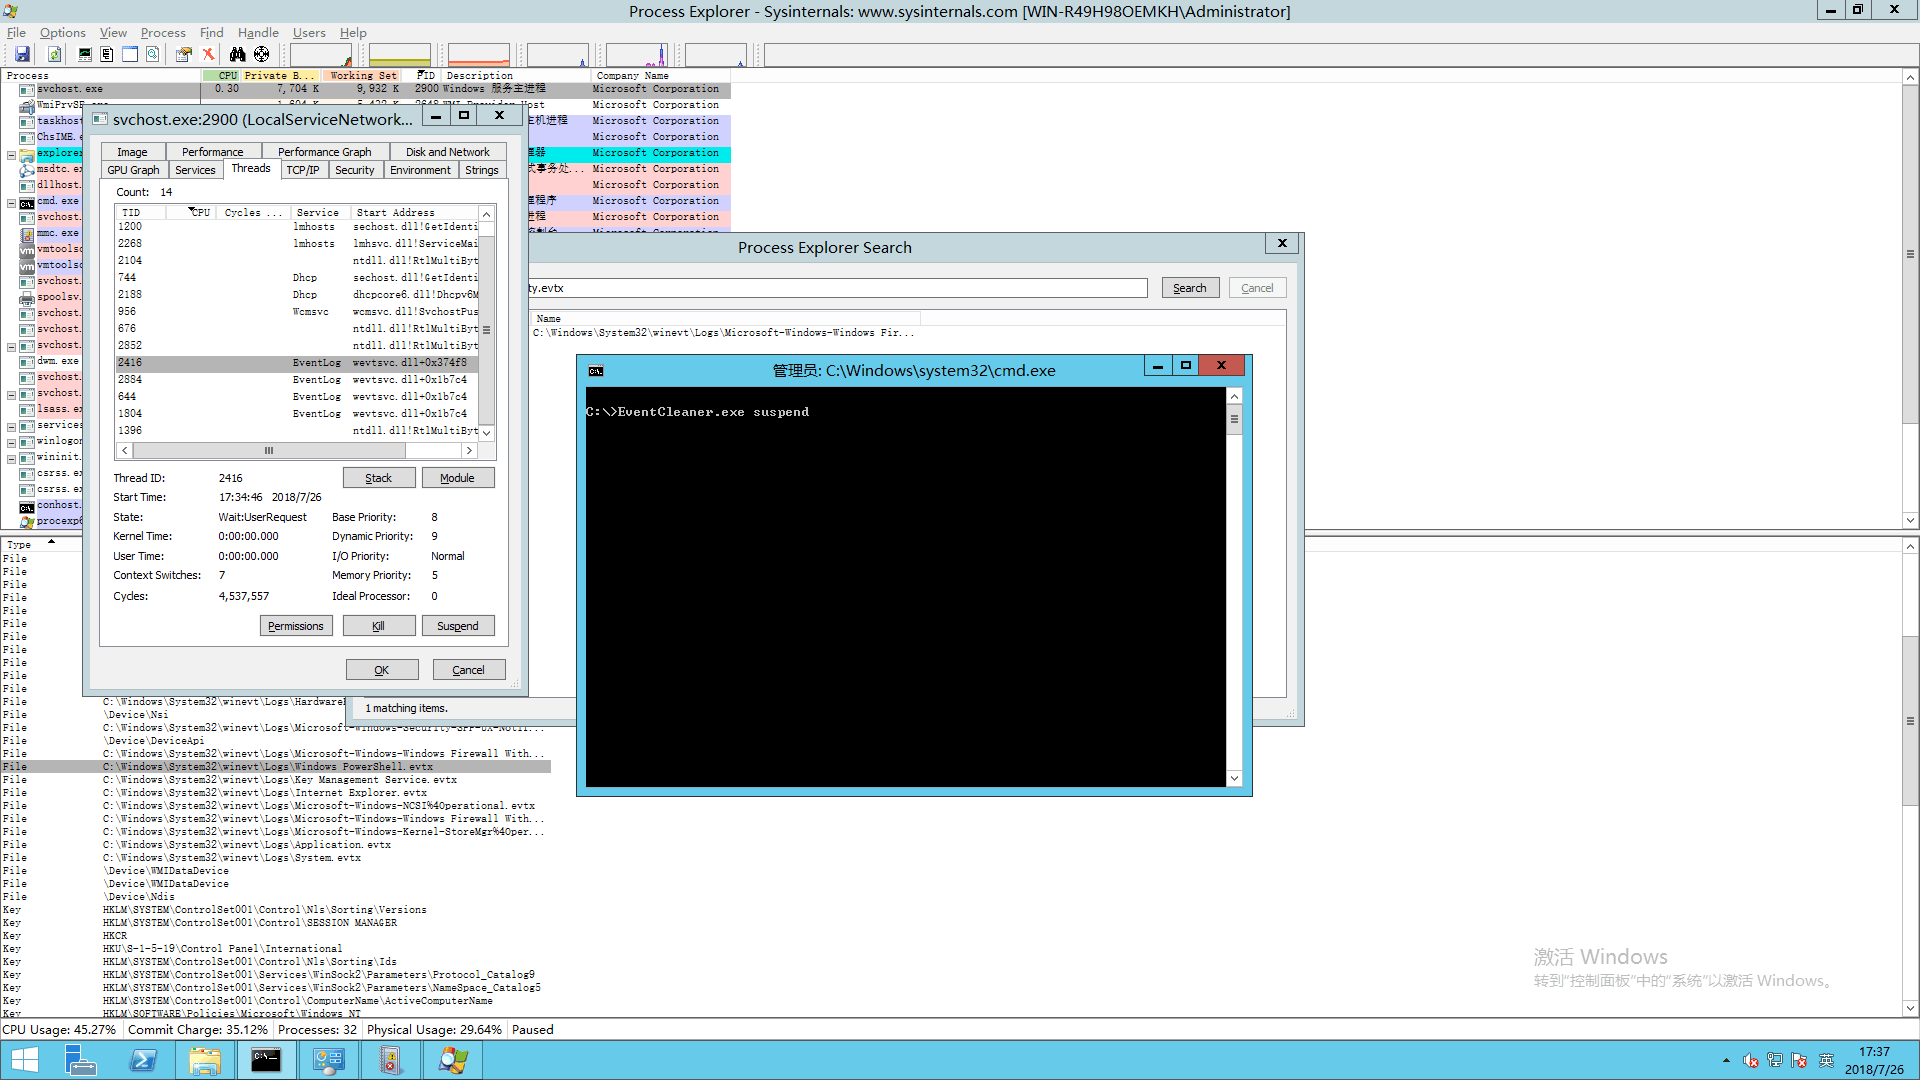 Process Explorer - Sysinternals: www.sysinternals.com [WIN-R49H98OEMKH\Administrator]
File Options View Process Find Handle Users Help
Process CPU Private B... Working Set PID Description Company Name
svchost.exe 0.30 7,704 K 9,932 K 2900 Windows 服务主进程 Microsoft Corporation
Microsoft Corporation
taskhost 主机进程 Microsoft Corporation
ChsIME.e Microsoft Corporation
explorer Microsoft Corporation
msdtc.ex 式事务处... Microsoft Corporation
dllhost. Microsoft Corporation
cmd.exe Microsoft Corporation
svchost. Microsoft Corporation
mmc.exe
vmtoolsd
vmtoolsd
svchost.
spoolsv.
svchost.
svchost.
svchost.
dwm.exe
svchost.
svchost.
lsass.ex
services
winlogon
wininit.
csrss.ex
csrss.ex
conhost.
procexp6
svchost.exe:2900 (LocalServiceNetwork...
Image Performance Performance Graph Disk and Network
GPU Graph Services Threads TCP/IP Security Environment Strings
Count: 14
TID CPU Cycles ... Service Start Address
1200 lmhosts sechost.dll!GetIdenti
2268 lmhosts lmhsvc.dll!ServiceMai
2104 ntdll.dll!RtlMultiByt
744 Dhcp sechost.dll!GetIdenti
2188 Dhcp dhcpcore6.dll!Dhcpv6M
956 Wcmsvc wcmsvc.dll!SvchostPus
676 ntdll.dll!RtlMultiByt
2852 ntdll.dll!RtlMultiByt
2416 EventLog wevtsvc.dll+0x374f8
2884 EventLog wevtsvc.dll+0x1b7c4
644 EventLog wevtsvc.dll+0x1b7c4
1804 EventLog wevtsvc.dll+0x1b7c4
1396 ntdll.dll!RtlMultiByt
Thread ID: 2416 Stack Module
Start Time: 17:34:46 2018/7/26
State: Wait:UserRequest Base Priority: 8
Kernel Time: 0:00:00.000 Dynamic Priority: 9
User Time: 0:00:00.000 I/O Priority: Normal
Context Switches: 7 Memory Priority: 5
Cycles: 4,537,557 Ideal Processor: 0
Permissions Kill Suspend
OK Cancel
Process Explorer Search
ty.evtx Search Cancel
Name
C:\Windows\System32\winevt\Logs\Microsoft-Windows-Windows Fir...
1 matching items.
管理员: C:\Windows\system32\cmd.exe
C:\>EventCleaner.exe suspend
Type
File
File
File
File
File
File
File
File
File
File
File
File C:\Windows\System32\winevt\Logs\Hardware
File \Device\Nsi
File C:\Windows\System32\winevt\Logs\Microsoft-Windows-Security-SPP-UX-Notif...
File \Device\DeviceApi
File C:\Windows\System32\winevt\Logs\Microsoft-Windows-Windows Firewall With...
File C:\Windows\System32\winevt\Logs\Windows PowerShell.evtx
File C:\Windows\System32\winevt\Logs\Key Management Service.evtx
File C:\Windows\System32\winevt\Logs\Internet Explorer.evtx
File C:\Windows\System32\winevt\Logs\Microsoft-Windows-NCSI%4Operational.evtx
File C:\Windows\System32\winevt\Logs\Microsoft-Windows-Windows Firewall With...
File C:\Windows\System32\winevt\Logs\Microsoft-Windows-Kernel-StoreMgr%4Oper...
File C:\Windows\System32\winevt\Logs\Application.evtx
File C:\Windows\System32\winevt\Logs\System.evtx
File \Device\WMIDataDevice
File \Device\WMIDataDevice
File \Device\Ndis
Key HKLM\SYSTEM\ControlSet001\Control\Nls\Sorting\Versions
Key HKLM\SYSTEM\ControlSet001\Control\SESSION MANAGER
Key HKCR
Key HKU\S-1-5-19\Control Panel\International
Key HKLM\SYSTEM\ControlSet001\Control\Nls\Sorting\Ids
Key HKLM\SYSTEM\ControlSet001\Services\WinSock2\Parameters\Protocol_Catalog9
Key HKLM\SYSTEM\ControlSet001\Services\WinSock2\Parameters\NameSpace_Catalog5
Key HKLM\SYSTEM\ControlSet001\Control\ComputerName\ActiveComputerName
Key HKLM\SOFTWARE\Policies\Microsoft\Windows NT
激活 Windows
转到"控制面板"中的"系统"以激活 Windows。
CPU Usage: 45.27% Commit Charge: 35.12% Processes: 32 Physical Usage: 29.64% Paused
英
17:37
2018/7/26